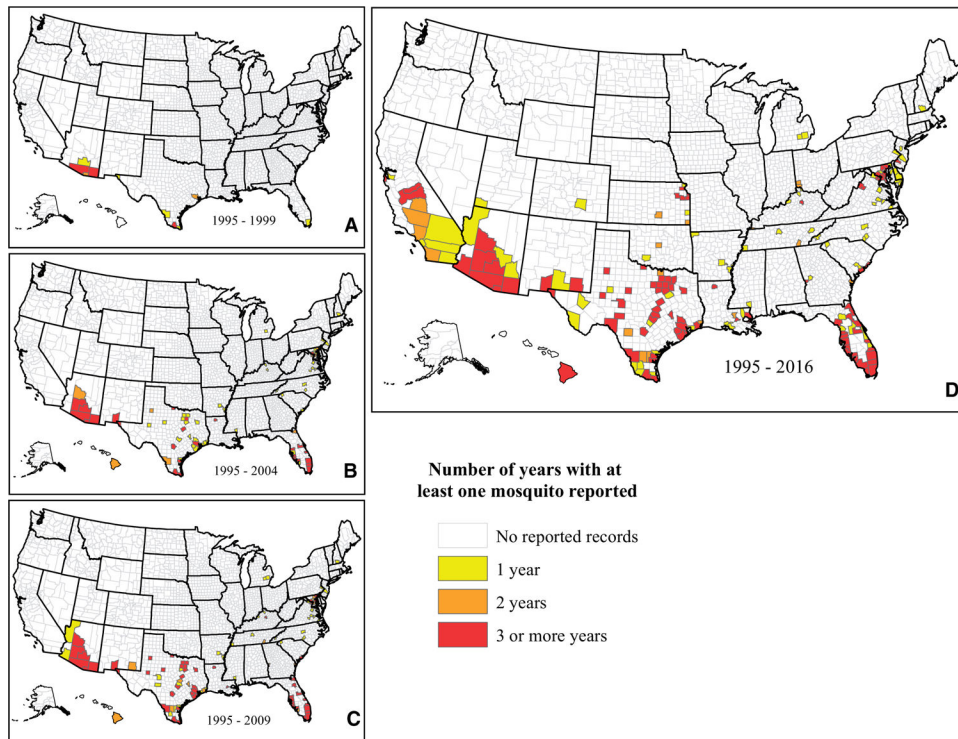 1995 - 1999
A
1995 - 2004
B
1995 - 2009
C
1995 - 2016
D
Number of years with at
least one mosquito reported
No reported records
1 year
2 years
3 or more years